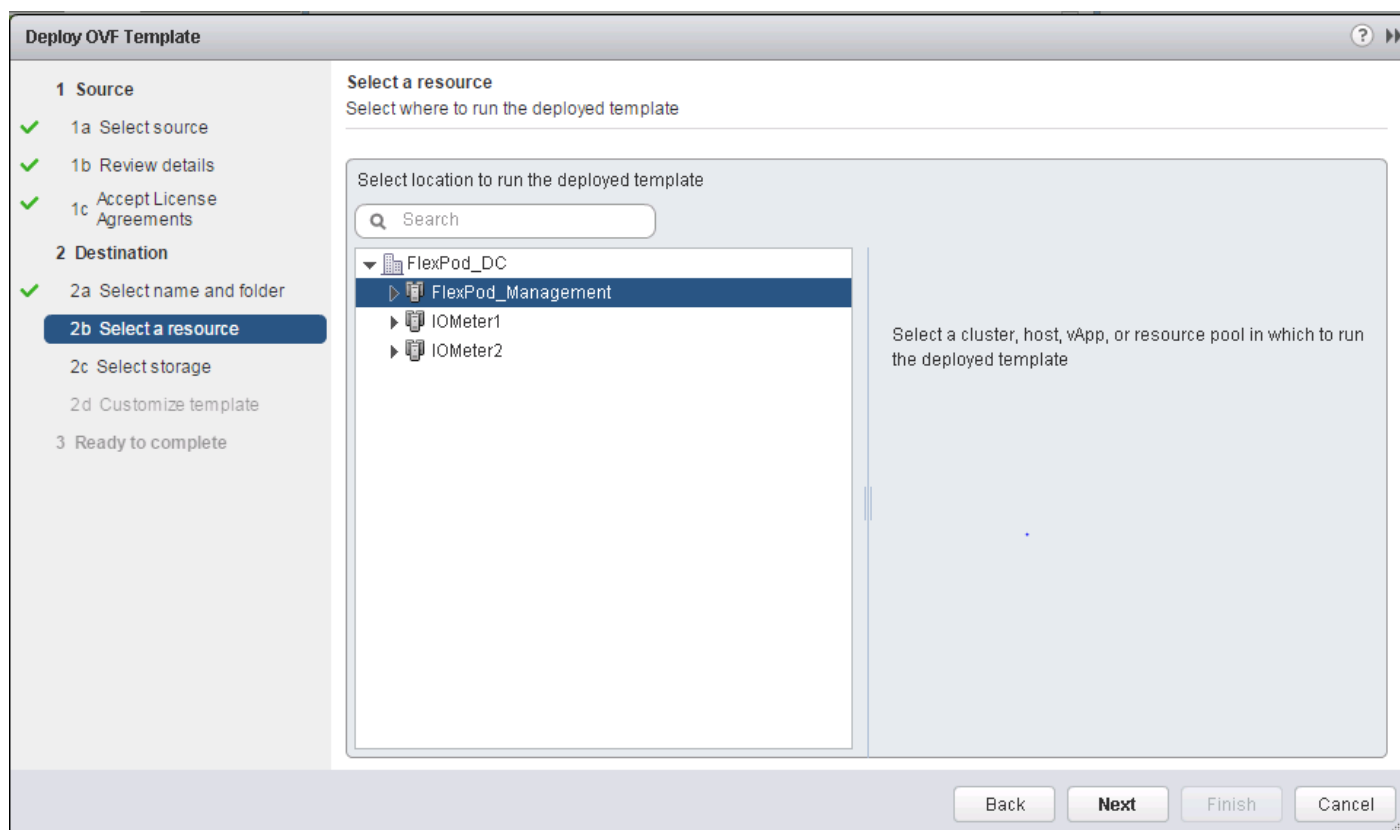 Deploy OVF Template
?
1 Source
1a Select source
1b Review details
1c Accept License
Agreements
2 Destination
2a Select name and folder
2b Select a resource
2c Select storage
2d Customize template
3 Ready to complete
Select a resource
Select where to run the deployed template
Select location to run the deployed template
Search
FlexPod_DC
FlexPod_Management
IOMeter1
IOMeter2
Select a cluster, host, vApp, or resource pool in which to run
the deployed template
Back Next Finish Cancel